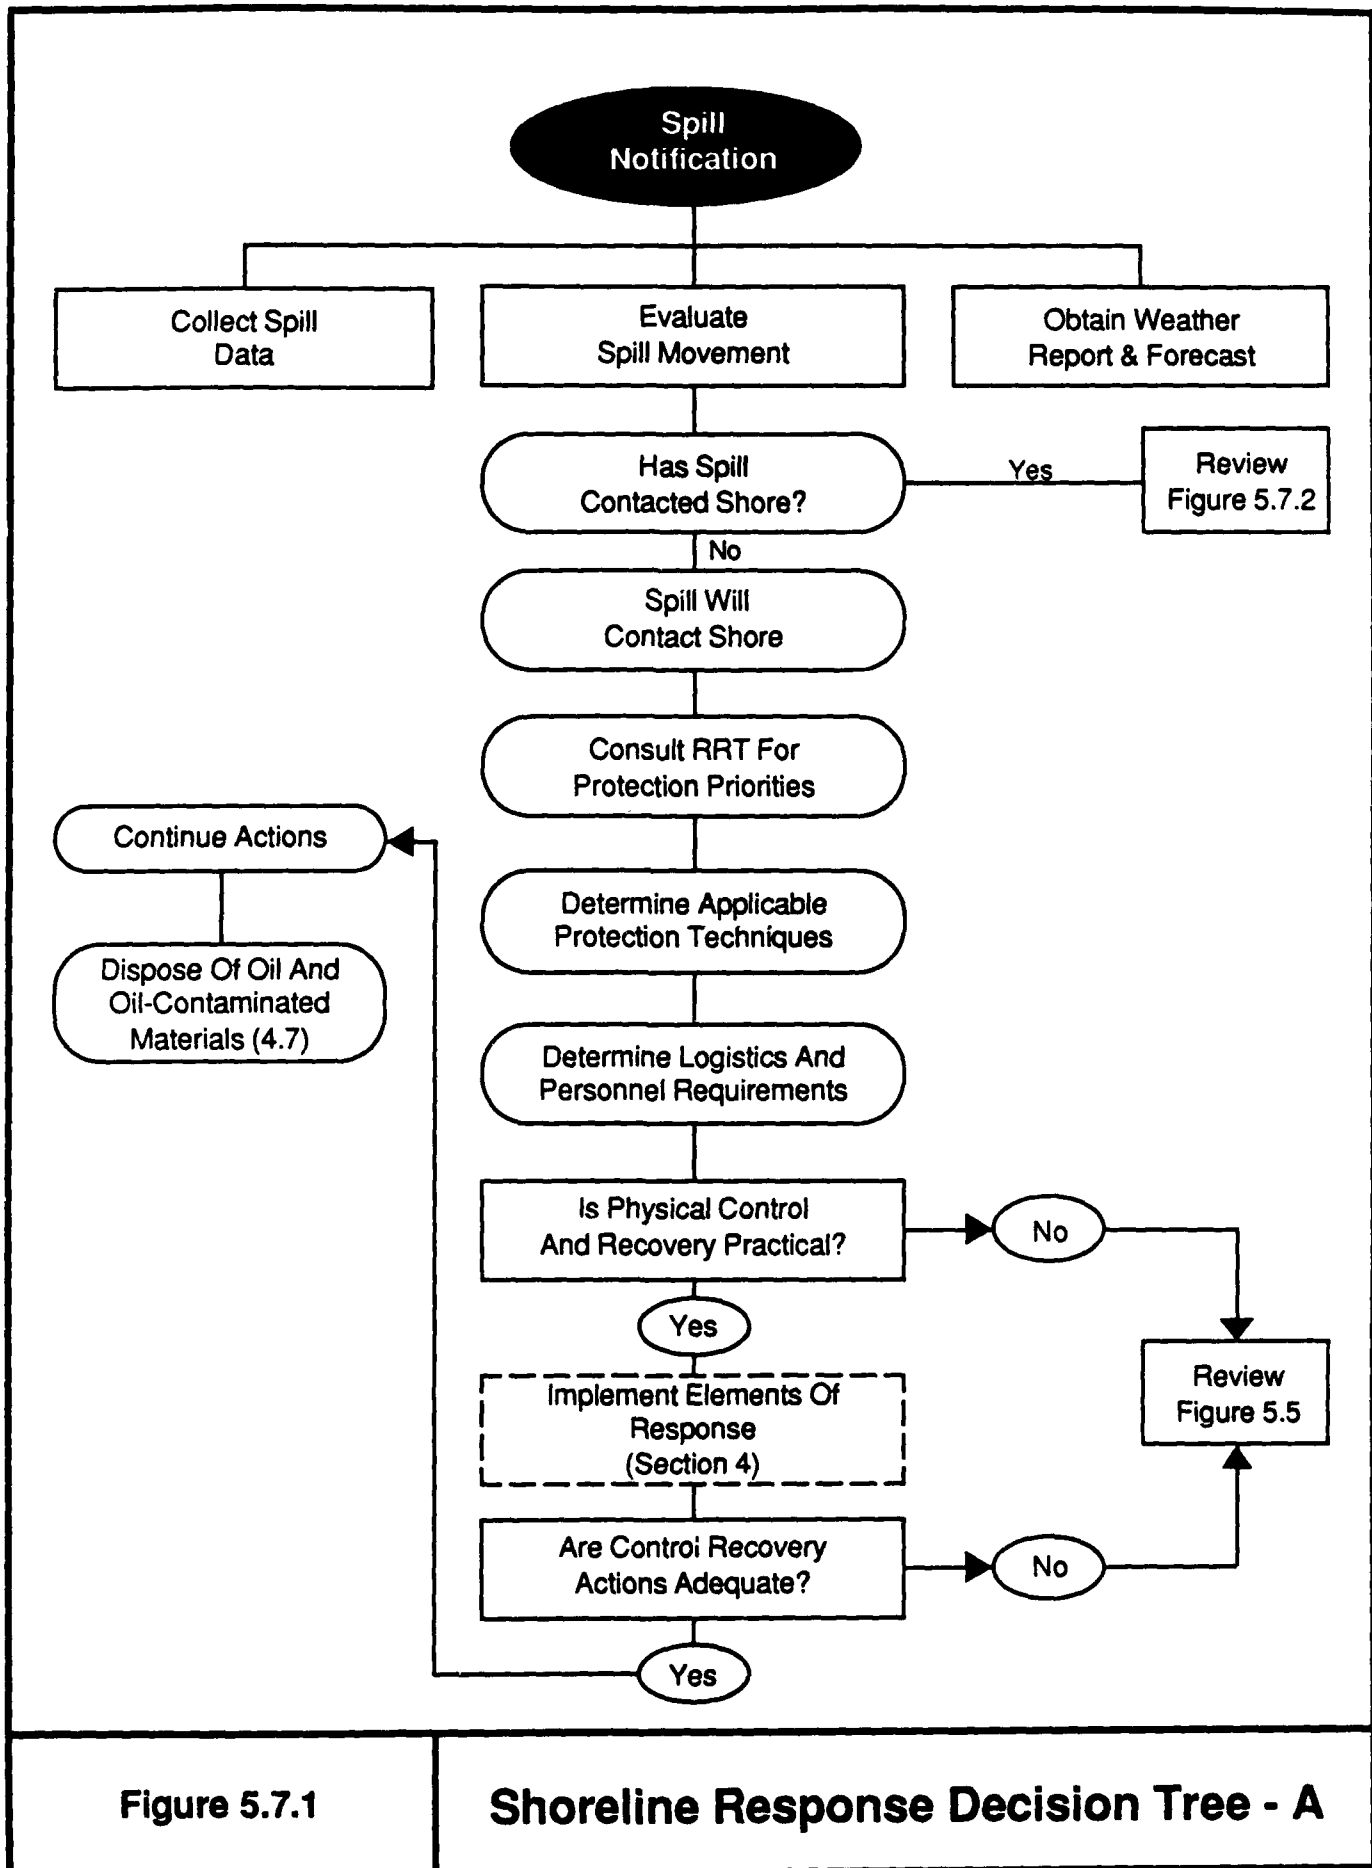 Spill
Notification
Collect Spill
Data
Evaluate
Spill Movement
Obtain Weather
Report & Forecast
Has Spill
Contacted Shore?
Yes
Review
Figure 5.7.2
No
Spill Will
Contact Shore
Consult RRT For
Protection Priorities
Continue Actions
Determine Applicable
Protection Techniques
Dispose Of Oil And
Oil-Contaminated
Materials (4.7)
Determine Logistics And
Personnel Requirements
Is Physical Control
And Recovery Practical?
No
Yes
Implement Elements Of
Response
(Section 4)
Review
Figure 5.5
Are Control Recovery
Actions Adequate?
No
Yes
Figure 5.7.1
Shoreline Response Decision Tree - A